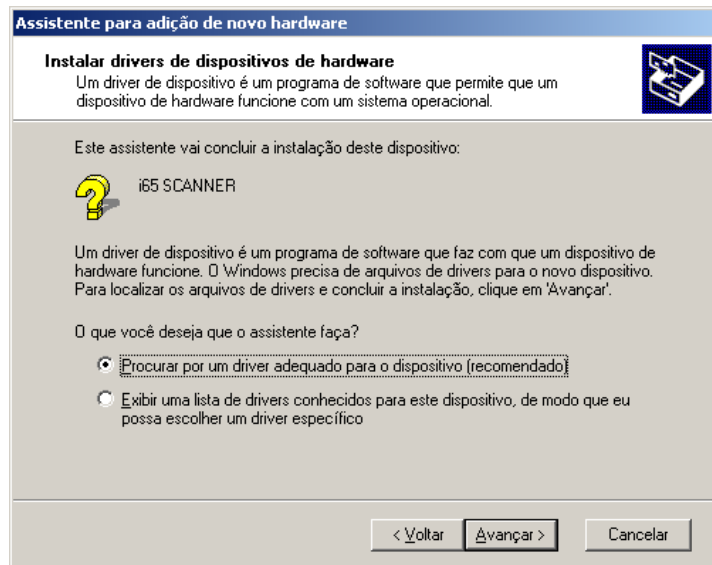 Assistente para adição de novo hardware
Instalar drivers de dispositivos de hardware
Um driver de dispositivo é um programa de software que permite que um
dispositivo de hardware funcione com um sistema operacional.
Este assistente vai concluir a instalação deste dispositivo:
i65 SCANNER
Um driver de dispositivo é um programa de software que faz com que um dispositivo de
hardware funcione. O Windows precisa de arquivos de drivers para o novo dispositivo.
Para localizar os arquivos de drivers e concluir a instalação, clique em 'Avançar'.
O que você deseja que o assistente faça?
Procurar por um driver adequado para o dispositivo (recomendado)
Exibir uma lista de drivers conhecidos para este dispositivo, de modo que eu
possa escolher um driver específico
< Voltar Avançar > Cancelar